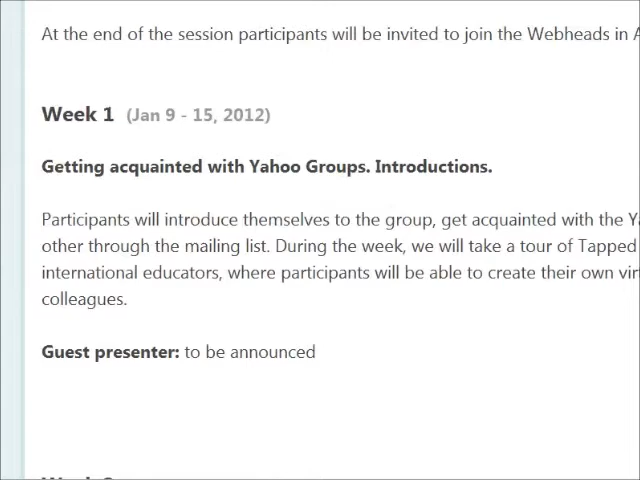 At the end of the session participants will be invited to join the Webheads in
Week 1 (Jan 9 - 15, 2012)
Getting acquainted with Yahoo Groups. Introductions.
Participants will introduce themselves to the group, get acquainted with the
other through the mailing list. During the week, we will take a tour of Tapped
international educators, where participants will be able to create their own
colleagues.
Guest presenter: to be announced